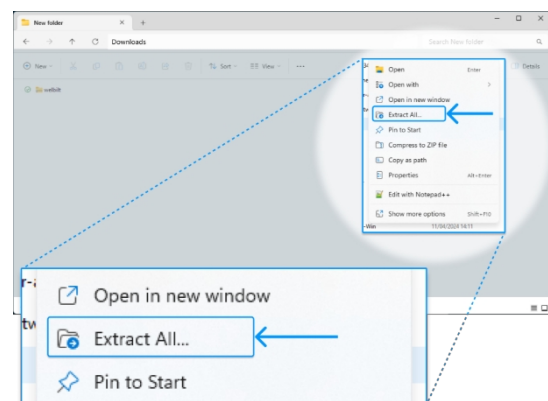 New folder
Downloads
Search New folder
New
Sort
View
Details
Open Enter
Open with
Open in new window
Extract All...
Pin to Start
Compress to ZIP file
Copy as path
Properties Alt+Enter
Edit with Notepad++
Show more options Shift+F10
-Win 11/04/2024 14:11
r-a
Open in new window
tw
Extract All...
Pin to Start